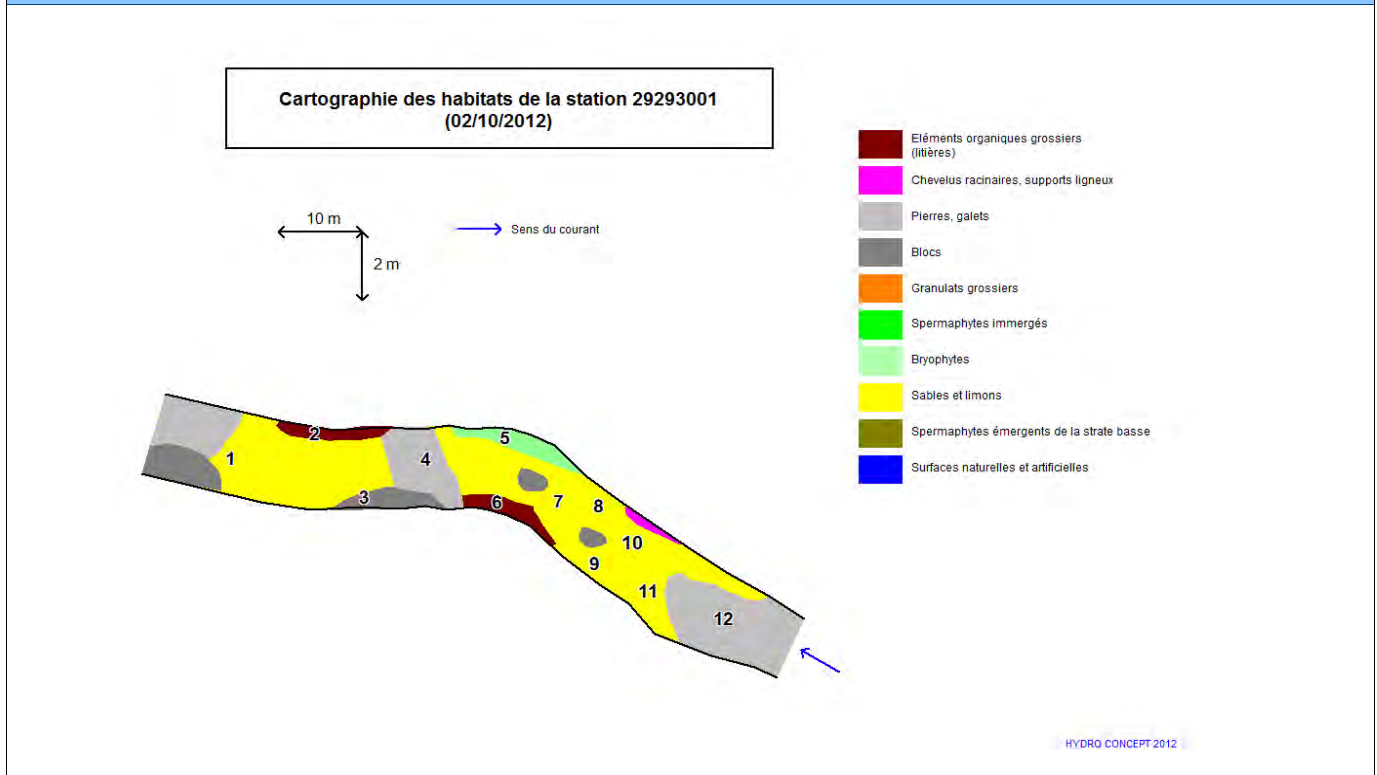 Cartographie des habitats de la station 29293001
(02/10/2012)
10 m
2 m
Sens du courant
Eléments organiques grossiers
(litières)
Chevelus racinaires, supports ligneux
Pierres, galets
Blocs
Granulats grossiers
Spermaphytes immergés
Bryophytes
Sables et limons
Spermaphytes émergents de la strate basse
Surfaces naturelles et artificielles
1
2
3
4
5
6
7
8
9
10
11
12
HYDRO CONCEPT 2012